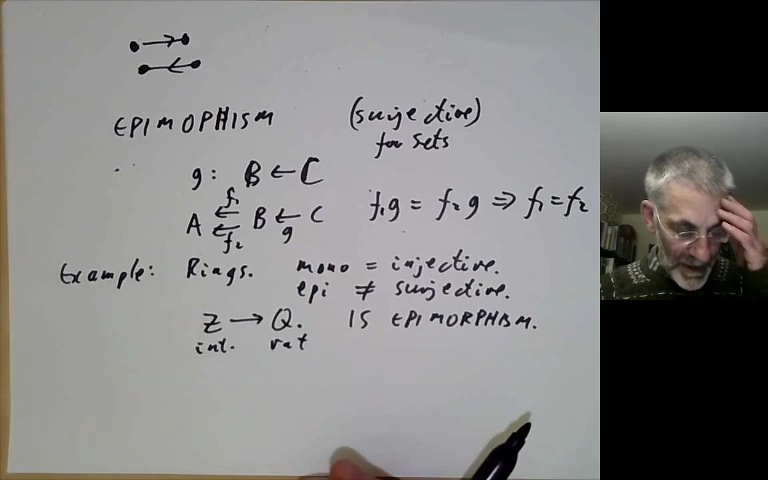 EPIMOPHISM (surjective)
for sets
g: B ← C
f₁
A ⇇ B ← C f₁g = f₂g ⇒ f₁=f₂
f₂ g
Example: Rings. mono = injective.
epi ≠ surjective.
Z → Q. IS EPIMORPHISM.
int. rat